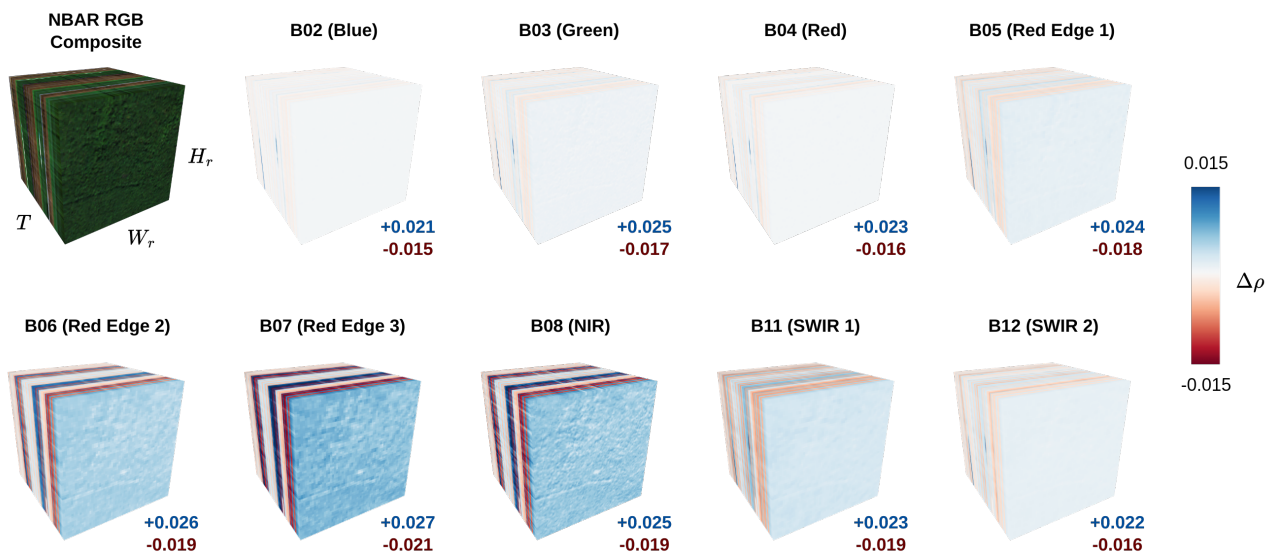 NBAR RGB
Composite
B02 (Blue)
B03 (Green)
B04 (Red)
B05 (Red Edge 1)
H_r
T
W_r
+0.021
-0.015
+0.025
-0.017
+0.023
-0.016
+0.024
-0.018
0.015
Δρ
-0.015
B06 (Red Edge 2)
B07 (Red Edge 3)
B08 (NIR)
B11 (SWIR 1)
B12 (SWIR 2)
+0.026
-0.019
+0.027
-0.021
+0.025
-0.019
+0.023
-0.019
+0.022
-0.016